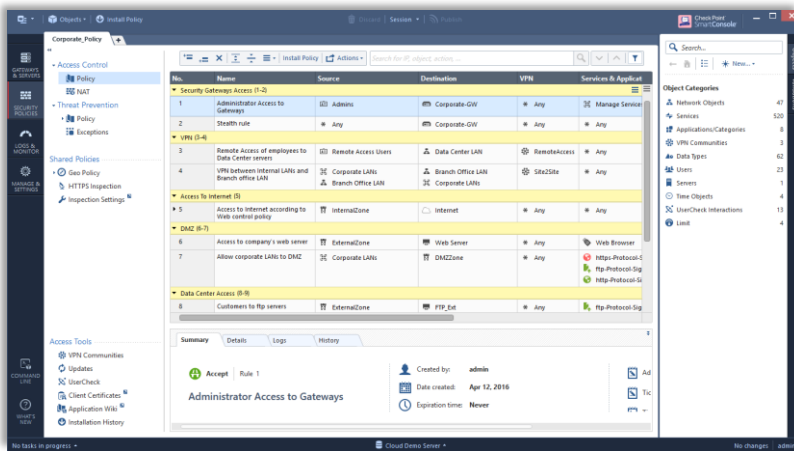 Objects
Install Policy
Discard
Session
Publish
Check Point
SmartConsole
Corporate_Policy
GATEWAYS
& SERVERS
SECURITY
POLICIES
LOGS &
MONITOR
MANAGE &
SETTINGS
COMMAND
LINE
WHAT'S
NEW
Access Control
Policy
NAT
Threat Prevention
Policy
Exceptions
Shared Policies
Geo Policy
HTTPS Inspection
Inspection Settings
Access Tools
VPN Communities
Updates
UserCheck
Client Certificates
Application Wiki
Installation History
Install Policy Actions Search for IP, object, action, ...
No. Name Source Destination VPN Services & Applicat
Security Gateways Access (1-2)
1 Administrator Access to Gateways Admins Corporate-GW Any Manage Service
2 Stealth rule Any Corporate-GW Any Any
VPN (3-4)
3 Remote Access of employees to Data Center servers Remote Access Users Data Center LAN RemoteAccess Any
4 VPN between internal LANs and Branch office LAN Corporate LANs Branch Office LAN Site2Site Any
Branch Office LAN Corporate LANs
Access To Internet (5)
5 Access to Internet according to Web control policy InternalZone Internet Any Any
DMZ (6-7)
6 Access to company's web server ExternalZone Web Server Any Web Browser
7 Allow corporate LANs to DMZ Corporate LANs DMZZone Any https-Protocol-S
ftp-Protocol-Sig
http-Protocol-Si
Data Center Access (8-9)
8 Customers to ftp servers ExternalZone FTP_Ext Any ftp-Protocol-Sig
Summary Details Logs History
Accept Rule 1
Administrator Access to Gateways
Created by: admin
Date created: Apr 12, 2016
Expiration time: Never
Ad
Tic
Search...
New...
Object Categories
Network Objects 47
Services 520
Applications/Categories 8
VPN Communities 3
Data Types 62
Users 23
Servers 1
Time Objects 4
UserCheck Interactions 13
Limit 4
No tasks in progress
Cloud Demo Server
No changes
admin